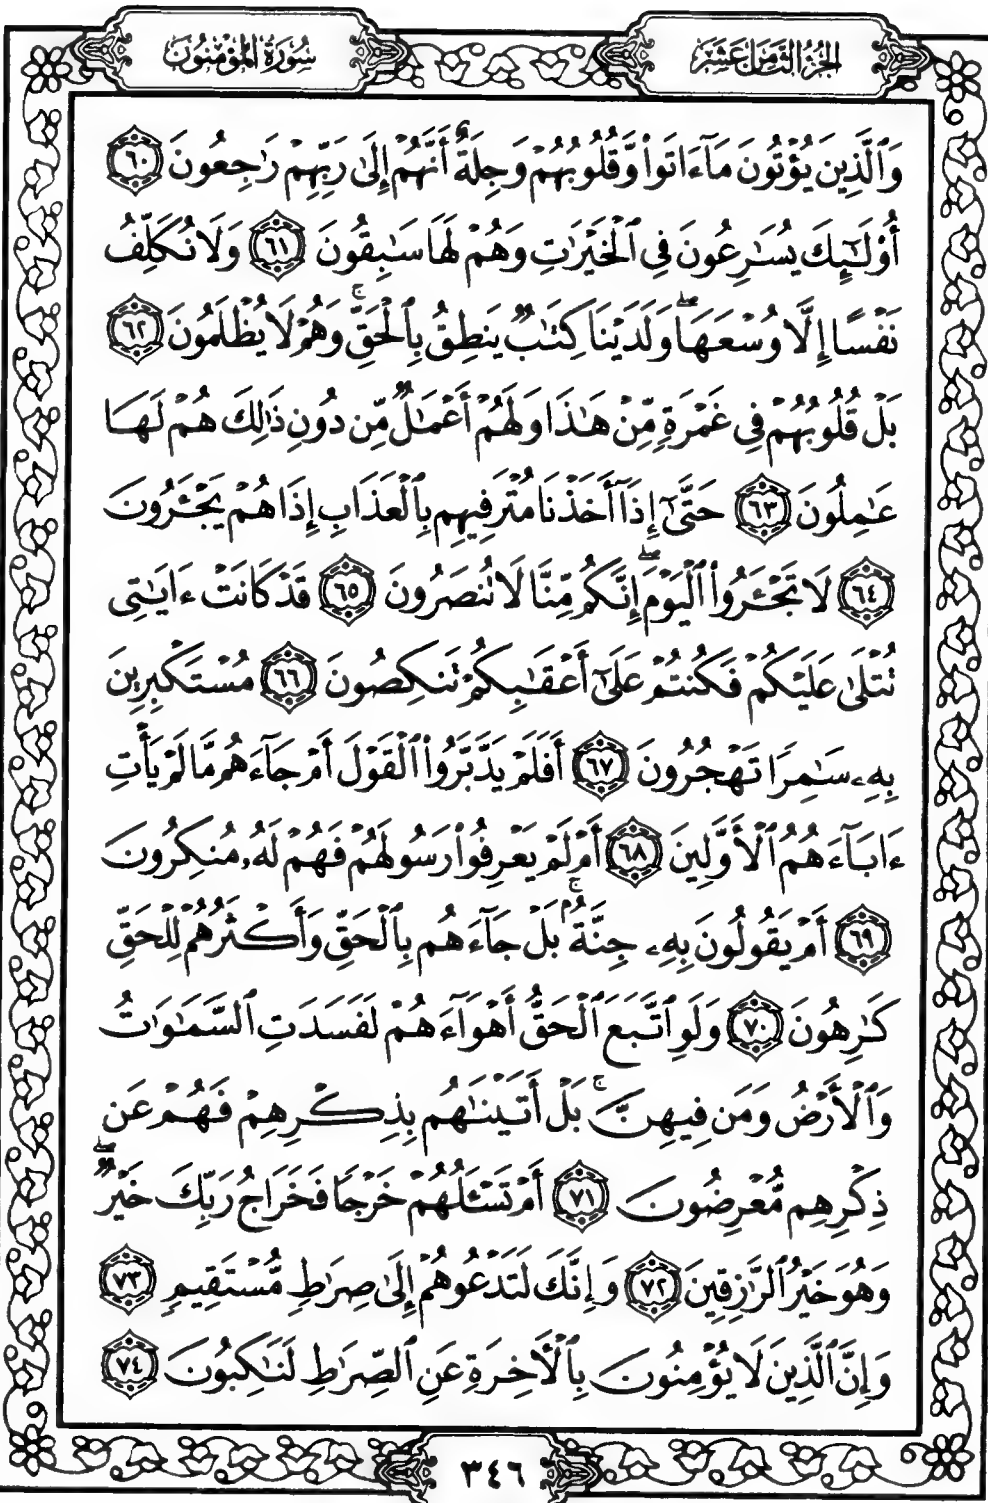 الجزء الثامن عشر
سورة المؤمنون
وَٱلَّذِينَ يُؤْتُونَ مَآءَاتَوا۟ وَّقُلُوبُهُمْ وَجِلَةٌ أَنَّهُمْ إِلَىٰ رَبِّهِمْ رَٰجِعُونَ ٦٠
أُو۟لَٰٓئِكَ يُسَٰرِعُونَ فِى ٱلْخَيْرَٰتِ وَهُمْ لَهَا سَٰبِقُونَ ٦١ وَلَا نُكَلِّفُ
نَفْسًا إِلَّا وُسْعَهَا ۖ وَلَدَيْنَا كِتَٰبٌ يَنطِقُ بِٱلْحَقِّ ۚ وَهُمْ لَا يُظْلَمُونَ ٦٢
بَلْ قُلُوبُهُمْ فِى غَمْرَةٍ مِّنْ هَٰذَا وَلَهُمْ أَعْمَٰلٌ مِّن دُونِ ذَٰلِكَ هُمْ لَهَا
عَٰمِلُونَ ٦٣ حَتَّىٰٓ إِذَآ أَخَذْنَا مُتْرَفِيهِم بِٱلْعَذَابِ إِذَا هُمْ يَجْـَٔرُونَ
٦٤ لَا تَجْـَٔرُوا۟ ٱلْيَوْمَ ۖ إِنَّكُم مِّنَّا لَا تُنصَرُونَ ٦٥ قَدْ كَانَتْ ءَايَٰتِى
تُتْلَىٰ عَلَيْكُمْ فَكُنتُمْ عَلَىٰٓ أَعْقَٰبِكُمْ تَنكِصُونَ ٦٦ مُسْتَكْبِرِينَ
بِهِۦ سَٰمِرًا تَهْجُرُونَ ٦٧ أَفَلَمْ يَدَّبَّرُوا۟ ٱلْقَوْلَ أَمْ جَآءَهُم مَّا لَمْ يَأْتِ
ءَابَآءَهُمُ ٱلْأَوَّلِينَ ٦٨ أَمْ لَمْ يَعْرِفُوا۟ رَسُولَهُمْ فَهُمْ لَهُۥ مُنكِرُونَ
٦٩ أَمْ يَقُولُونَ بِهِۦ جِنَّةٌۢ ۚ بَلْ جَآءَهُم بِٱلْحَقِّ وَأَكْثَرُهُمْ لِلْحَقِّ
كَٰرِهُونَ ٧٠ وَلَوِ ٱتَّبَعَ ٱلْحَقُّ أَهْوَآءَهُمْ لَفَسَدَتِ ٱلسَّمَٰوَٰتُ
وَٱلْأَرْضُ وَمَن فِيهِنَّ ۚ بَلْ أَتَيْنَٰهُم بِذِكْرِهِمْ فَهُمْ عَن
ذِكْرِهِم مُّعْرِضُونَ ٧١ أَمْ تَسْـَٔلُهُمْ خَرْجًا فَخَرَاجُ رَبِّكَ خَيْرٌ ۖ
وَهُوَ خَيْرُ ٱلرَّٰزِقِينَ ٧٢ وَإِنَّكَ لَتَدْعُوهُمْ إِلَىٰ صِرَٰطٍ مُّسْتَقِيمٍ ٧٣
وَإِنَّ ٱلَّذِينَ لَا يُؤْمِنُونَ بِٱلْءَاخِرَةِ عَنِ ٱلصِّرَٰطِ لَنَٰكِبُونَ ٧٤
٣٤٦